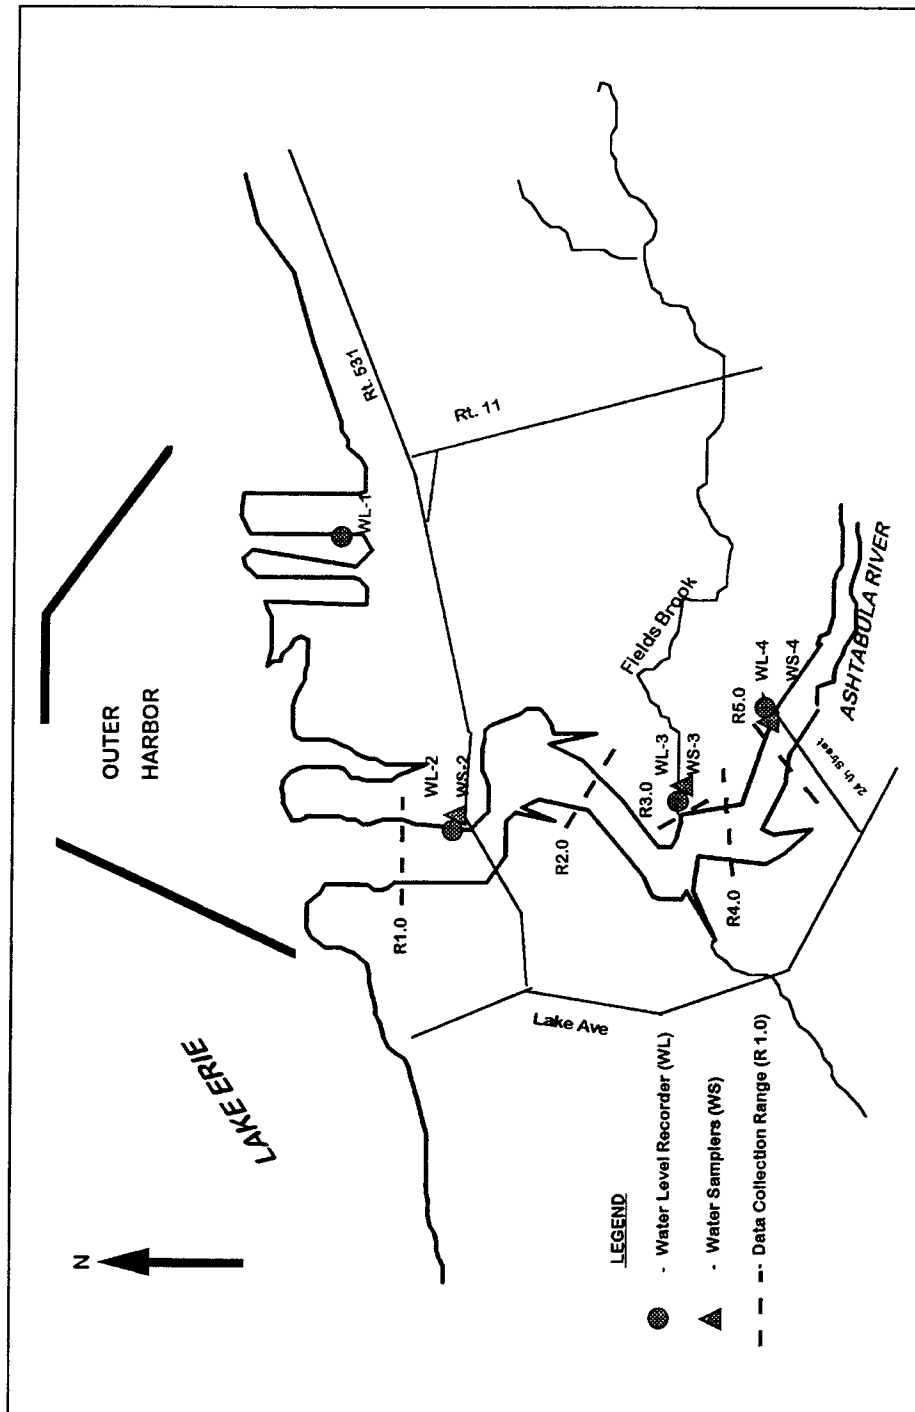 N
LAKE ERIE
OUTER
HARBOR
WL-1
Rt. 531
Rt. 11
WL-2
WS-2
R1.0
R2.0
Fields Brook
R3.0
WL-3
WS-3
R4.0
R5.0
WL-4
WS-4
24 th Street
ASHTABULA RIVER
Lake Ave
LEGEND
- Water Level Recorder (WL)
- Water Samplers (WS)
- Data Collection Range (R 1.0)